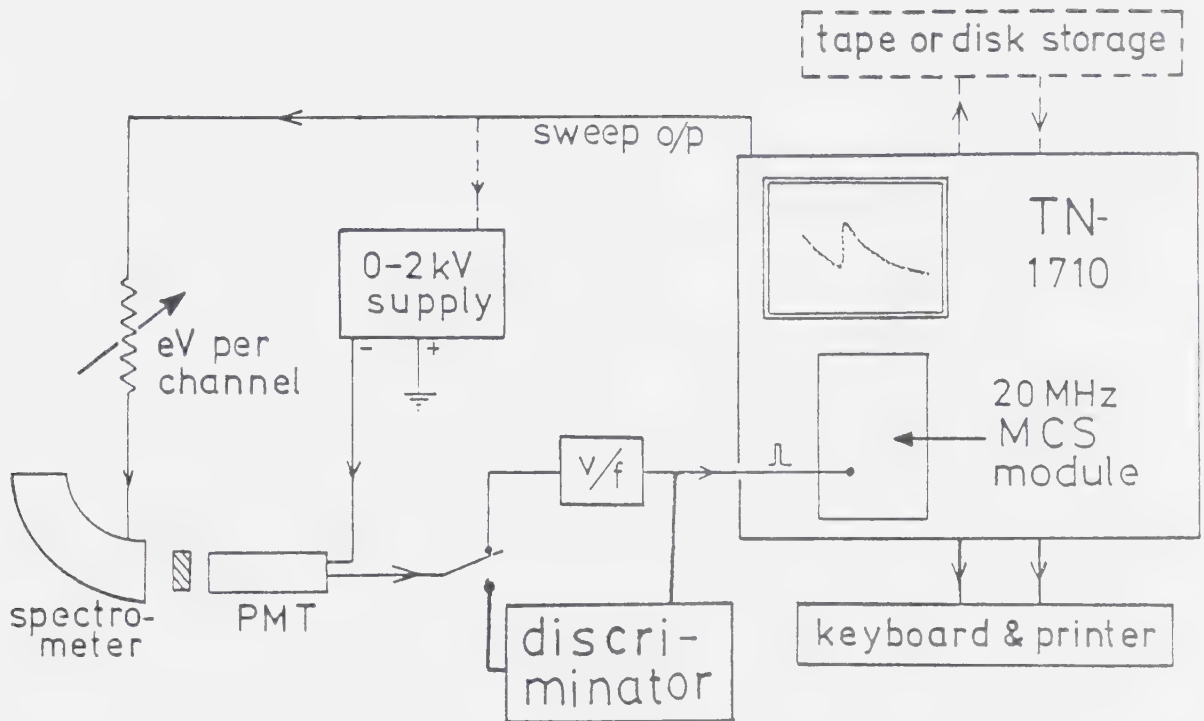 tape or disk storage
sweep o/p
TN-
1710
0-2kV
supply
- +
eV per
channel
20 MHz
MCS
module
V/f
spectro-
meter
PMT
discri-
minator
keyboard & printer